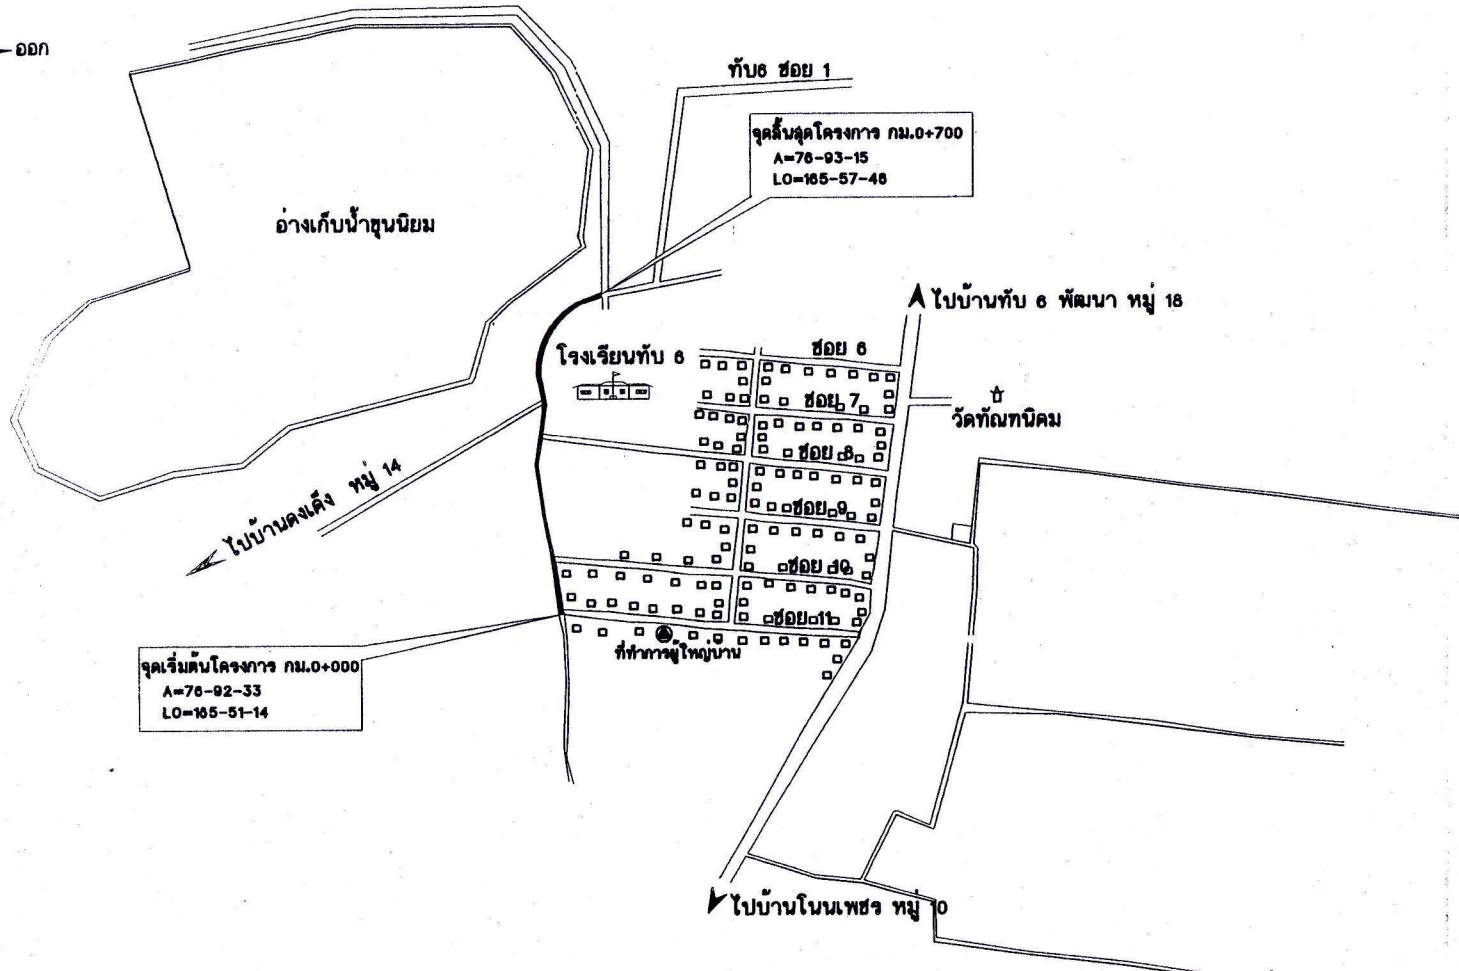 ออก
ทับ6 ซอย 1
จุดสิ้นสุดโครงการ กม.0+700
A=76-93-15
LO=165-57-48
อ่างเก็บน้ำขุนนิยม
ไปบ้านทับ 6 พัฒนา หมู่ 18
ซอย 6
โรงเรียนทับ 6
ซอย 7
วัดทัณฑนิคม
ซอย 8
ไปบ้านดงเค็ง หมู่ 14
ซอย 9
ซอย 10
ซอย 11
ที่ทำการผู้ใหญ่บ้าน
จุดเริ่มต้นโครงการ กม.0+000
A=76-92-33
LO=165-51-14
ไปบ้านโนนเพชร หมู่ 10